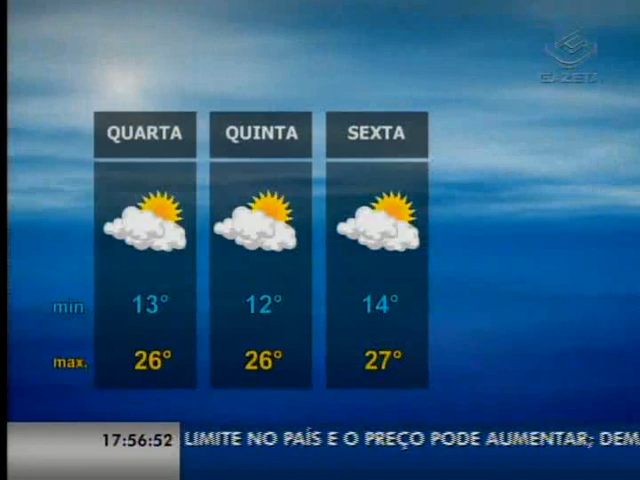 GAZETA
QUARTA QUINTA SEXTA
min. 13° 12° 14°
max. 26° 26° 27°
17:56:52 LIMITE NO PAÍS E O PREÇO PODE AUMENTAR; DEM